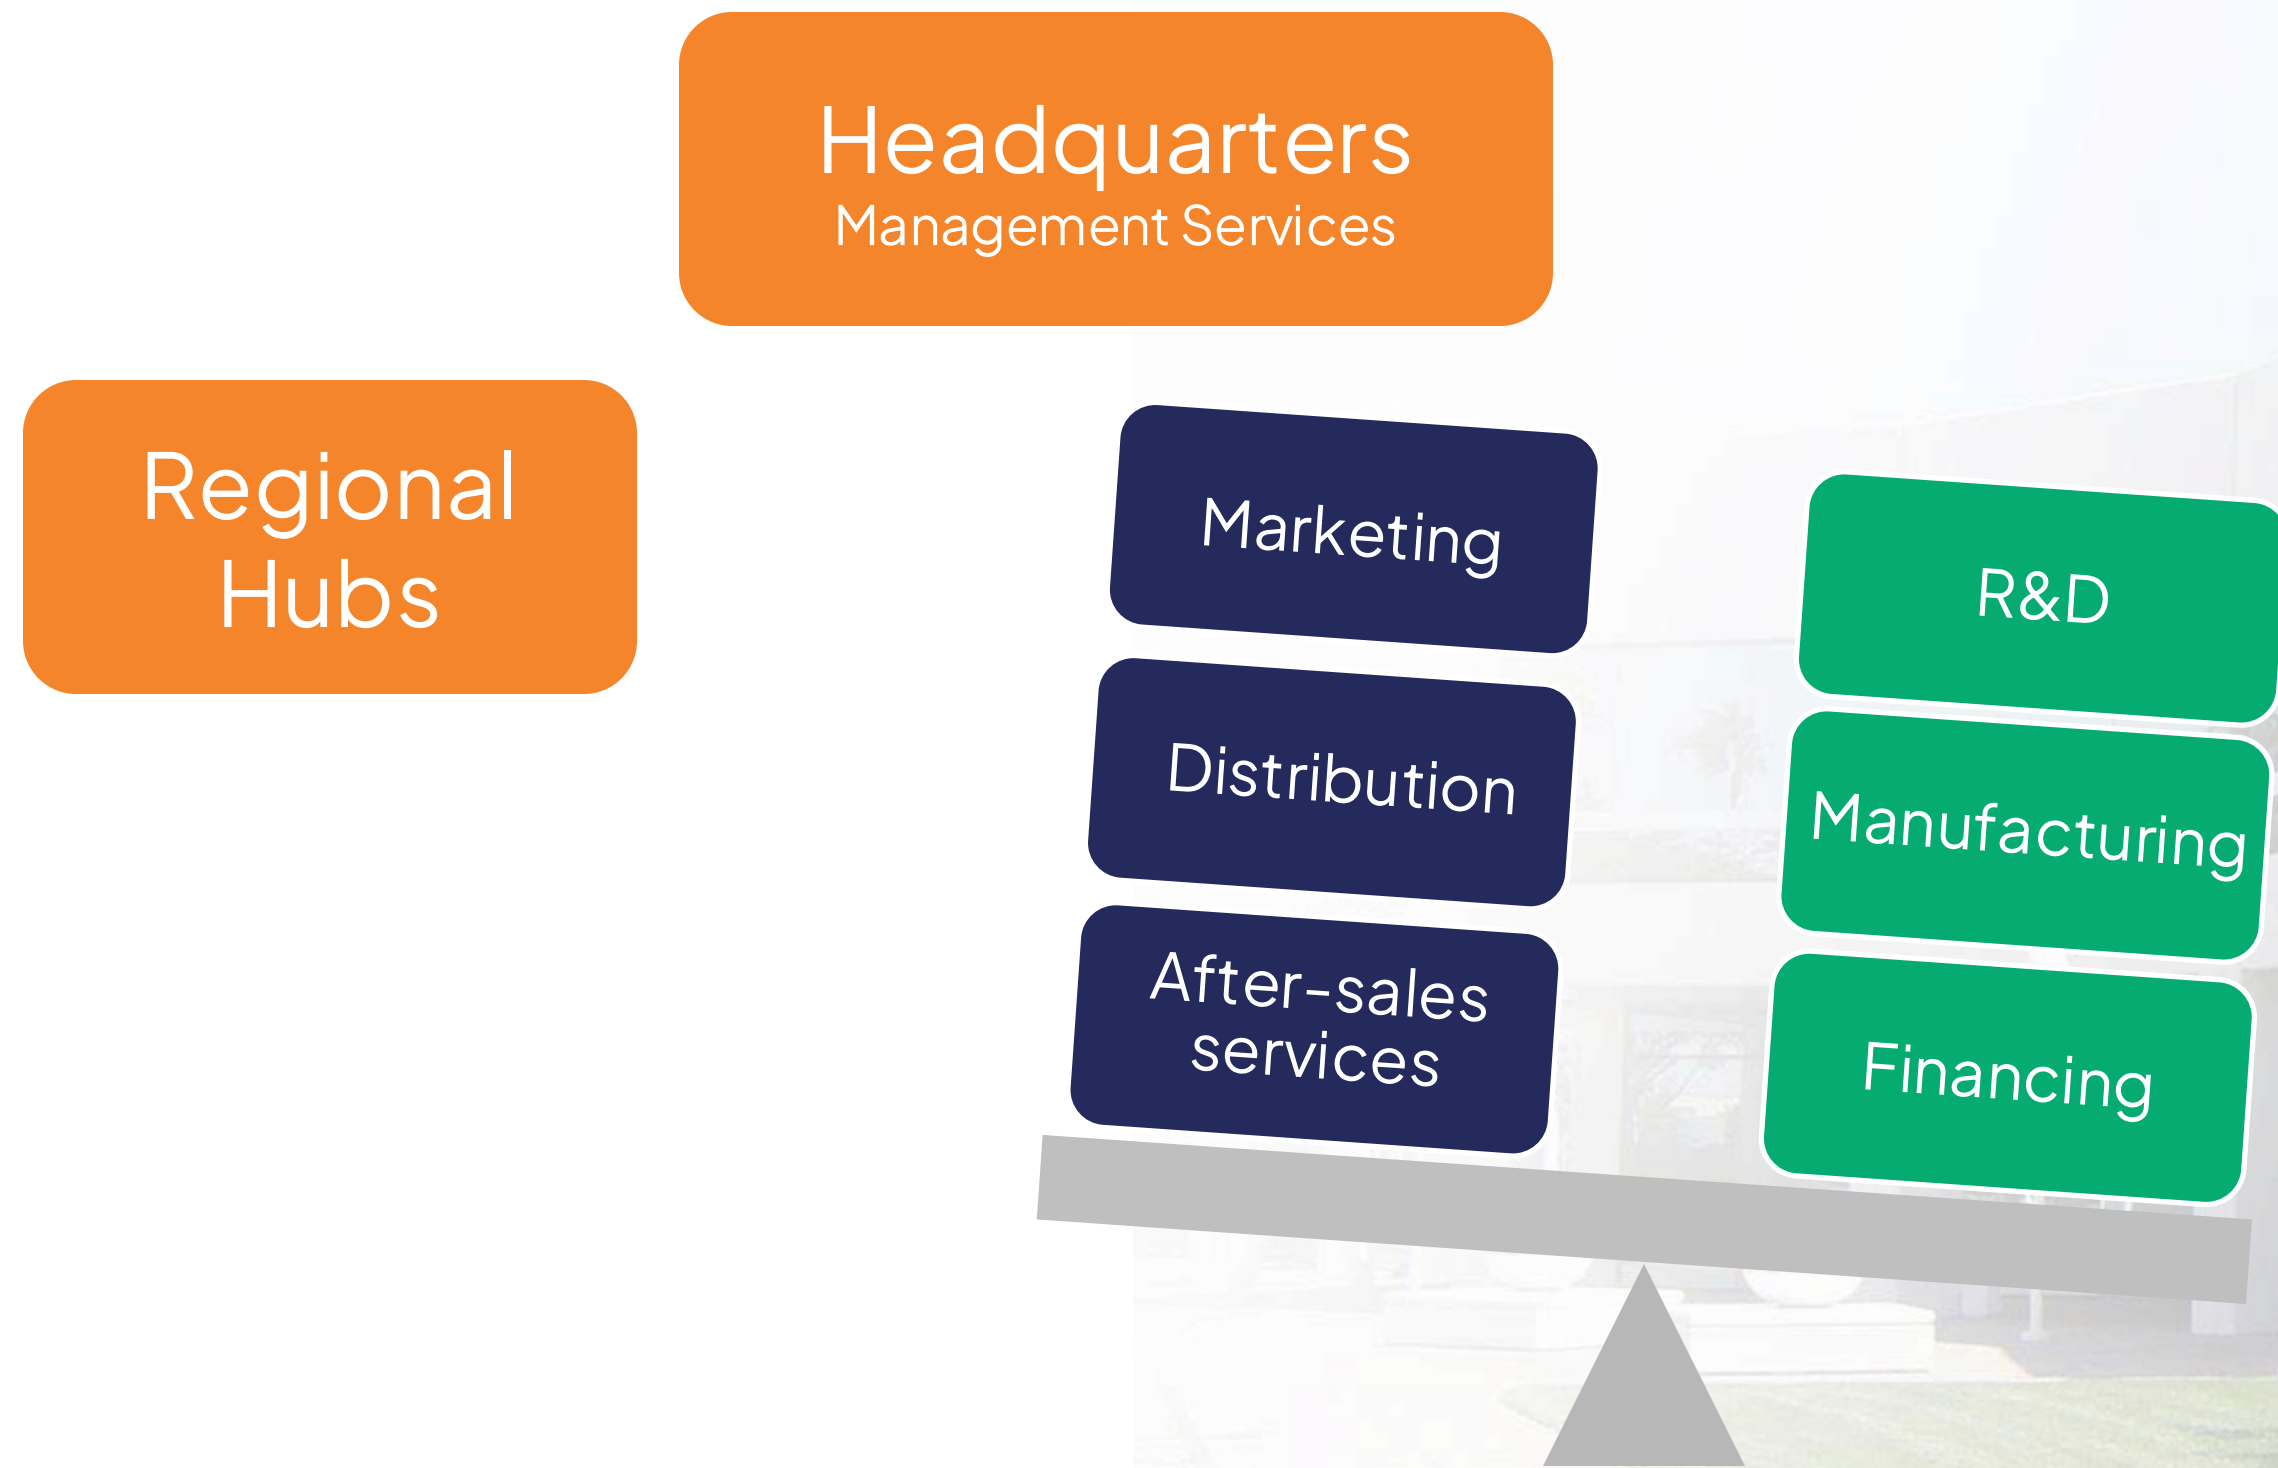 Headquarters
Management Services
Regional
Hubs
Marketing
Distribution
After-sales
services
R&D
Manufacturing
Financing